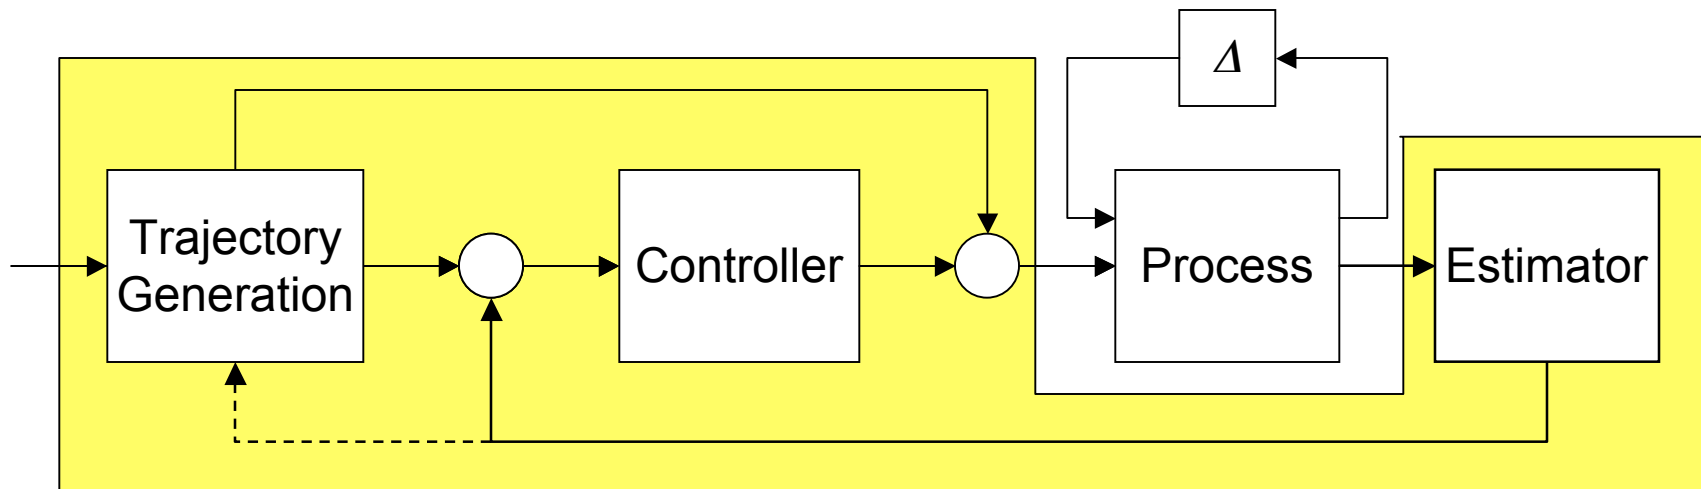 Δ
Trajectory
Generation
Controller
Process
Estimator